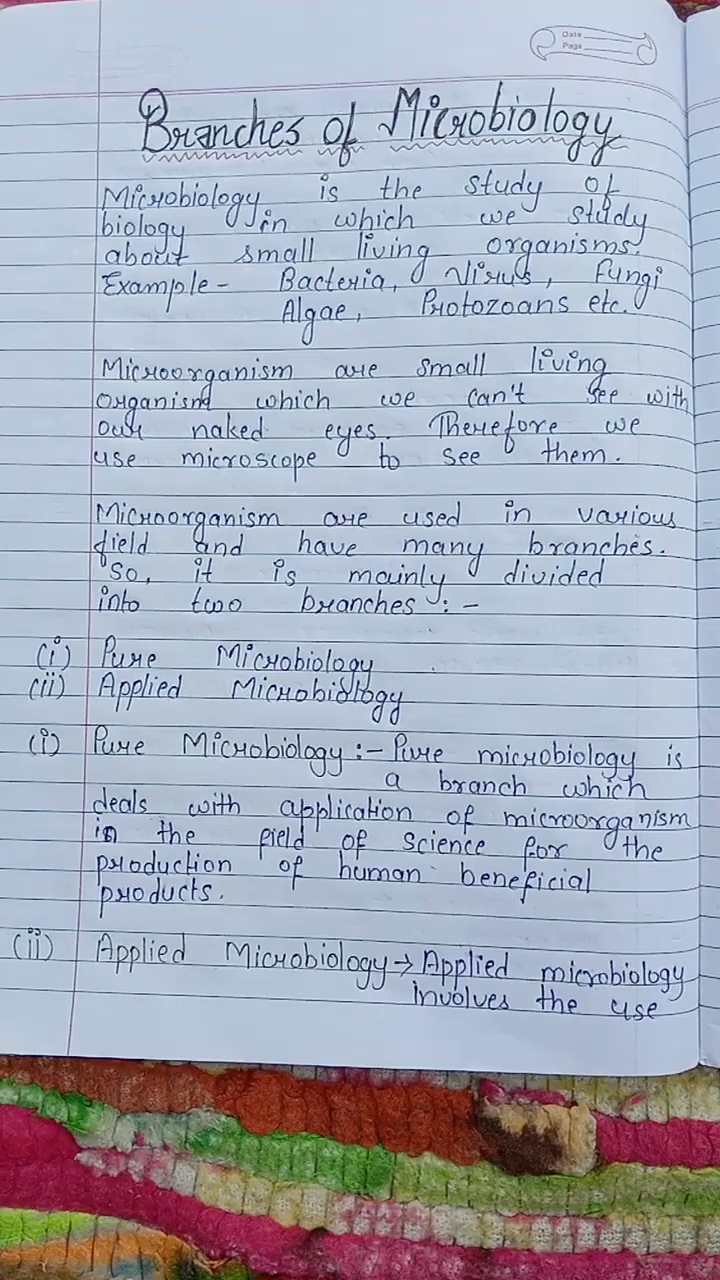 Date
Page
Branches of Microbiology
Microbiology is the study of
biology in which we study
about small living organisms.
Example - Bacteria, Virus, Fungi
Algae, Protozoans etc.
Microorganism are small living
organism which we can't see with
our naked eyes. Therefore we
use microscope to see them.
Microorganism are used in various
field and have many branches.
So, it is mainly divided
into two branches :-
(i) Pure Microbiology
(ii) Applied Microbiology
(i) Pure Microbiology :- Pure microbiology is
a branch which
deals with application of microorganism
in the field of science for the
production of human beneficial
products.
(ii) Applied Microbiology → Applied microbiology
involves the use